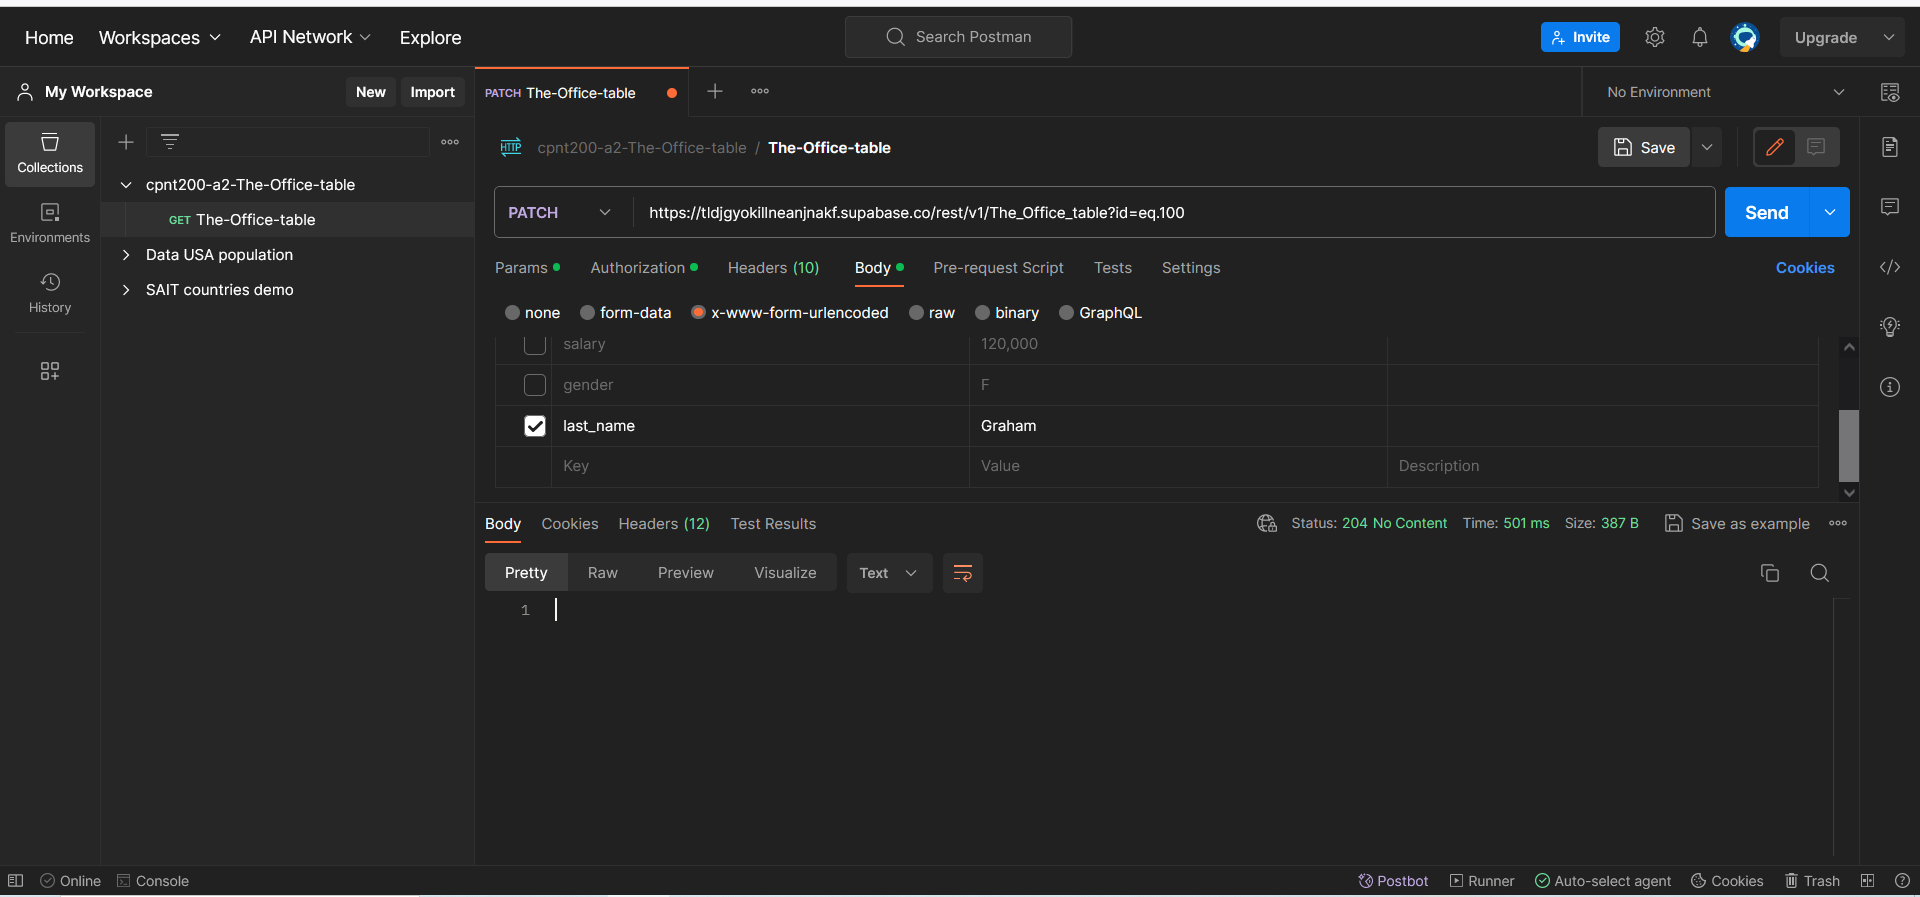 Home Workspaces API Network Explore Search Postman Invite Upgrade
My Workspace New Import PATCH The-Office-table No Environment
Collections
Environments
History
cpnt200-a2-The-Office-table
GET The-Office-table
Data USA population
SAIT countries demo
HTTP cpnt200-a2-The-Office-table / The-Office-table Save
PATCH https://tldjgyokillneanjnakf.supabase.co/rest/v1/The_Office_table?id=eq.100 Send
Params Authorization Headers (10) Body Pre-request Script Tests Settings Cookies
none form-data x-www-form-urlencoded raw binary GraphQL
salary 120,000
gender F
last_name Graham
Key Value Description
Body Cookies Headers (12) Test Results Status: 204 No Content Time: 501 ms Size: 387 B Save as example
Pretty Raw Preview Visualize Text
1
Online Console Postbot Runner Auto-select agent Cookies Trash